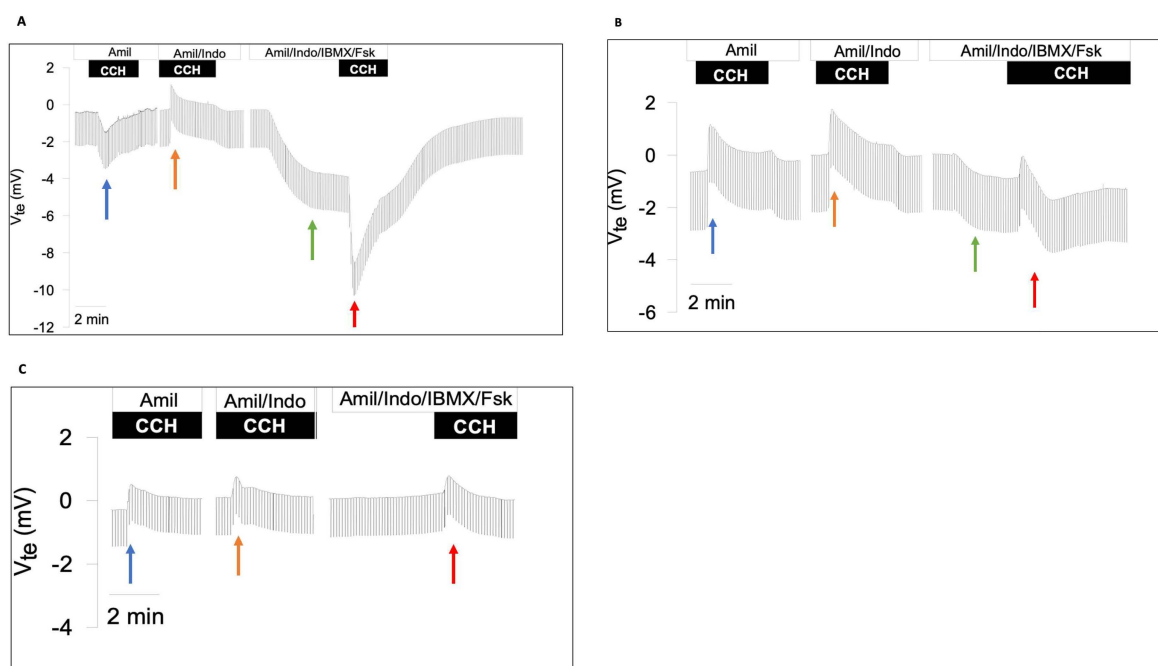 A
Amil
Amil/Indo
Amil/Indo/IBMX/Fsk
CCH
CCH
CCH
2
0
-2
-4
-6
-8
-10
-12
Vte (mV)
2 min
B
Amil
Amil/Indo
Amil/Indo/IBMX/Fsk
CCH
CCH
CCH
2
0
-2
-4
-6
Vte (mV)
2 min
C
Amil
Amil/Indo
Amil/Indo/IBMX/Fsk
CCH
CCH
CCH
2
0
-2
-4
Vte (mV)
2 min